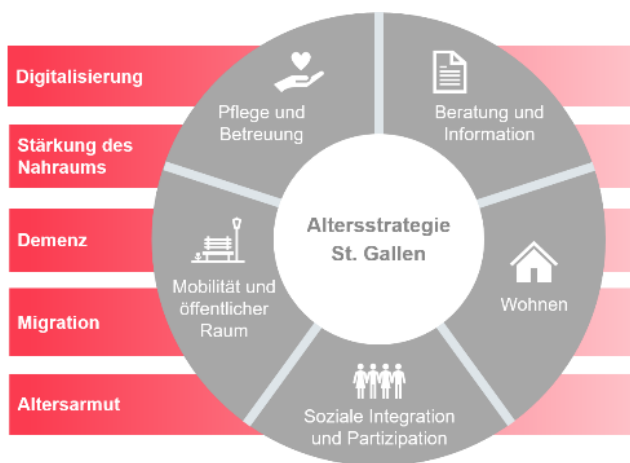 Digitalisierung
Stärkung des
Nahraums
Demenz
Migration
Altersarmut
Pflege und
Betreuung
Beratung und
Information
Altersstrategie
St. Gallen
Mobilität und
öffentlicher
Raum
Wohnen
Soziale Integration
und Partizipation